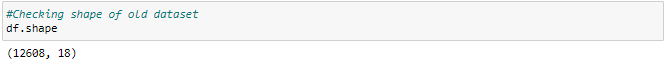 #Checking shape of old dataset
df.shape
(12608, 18)